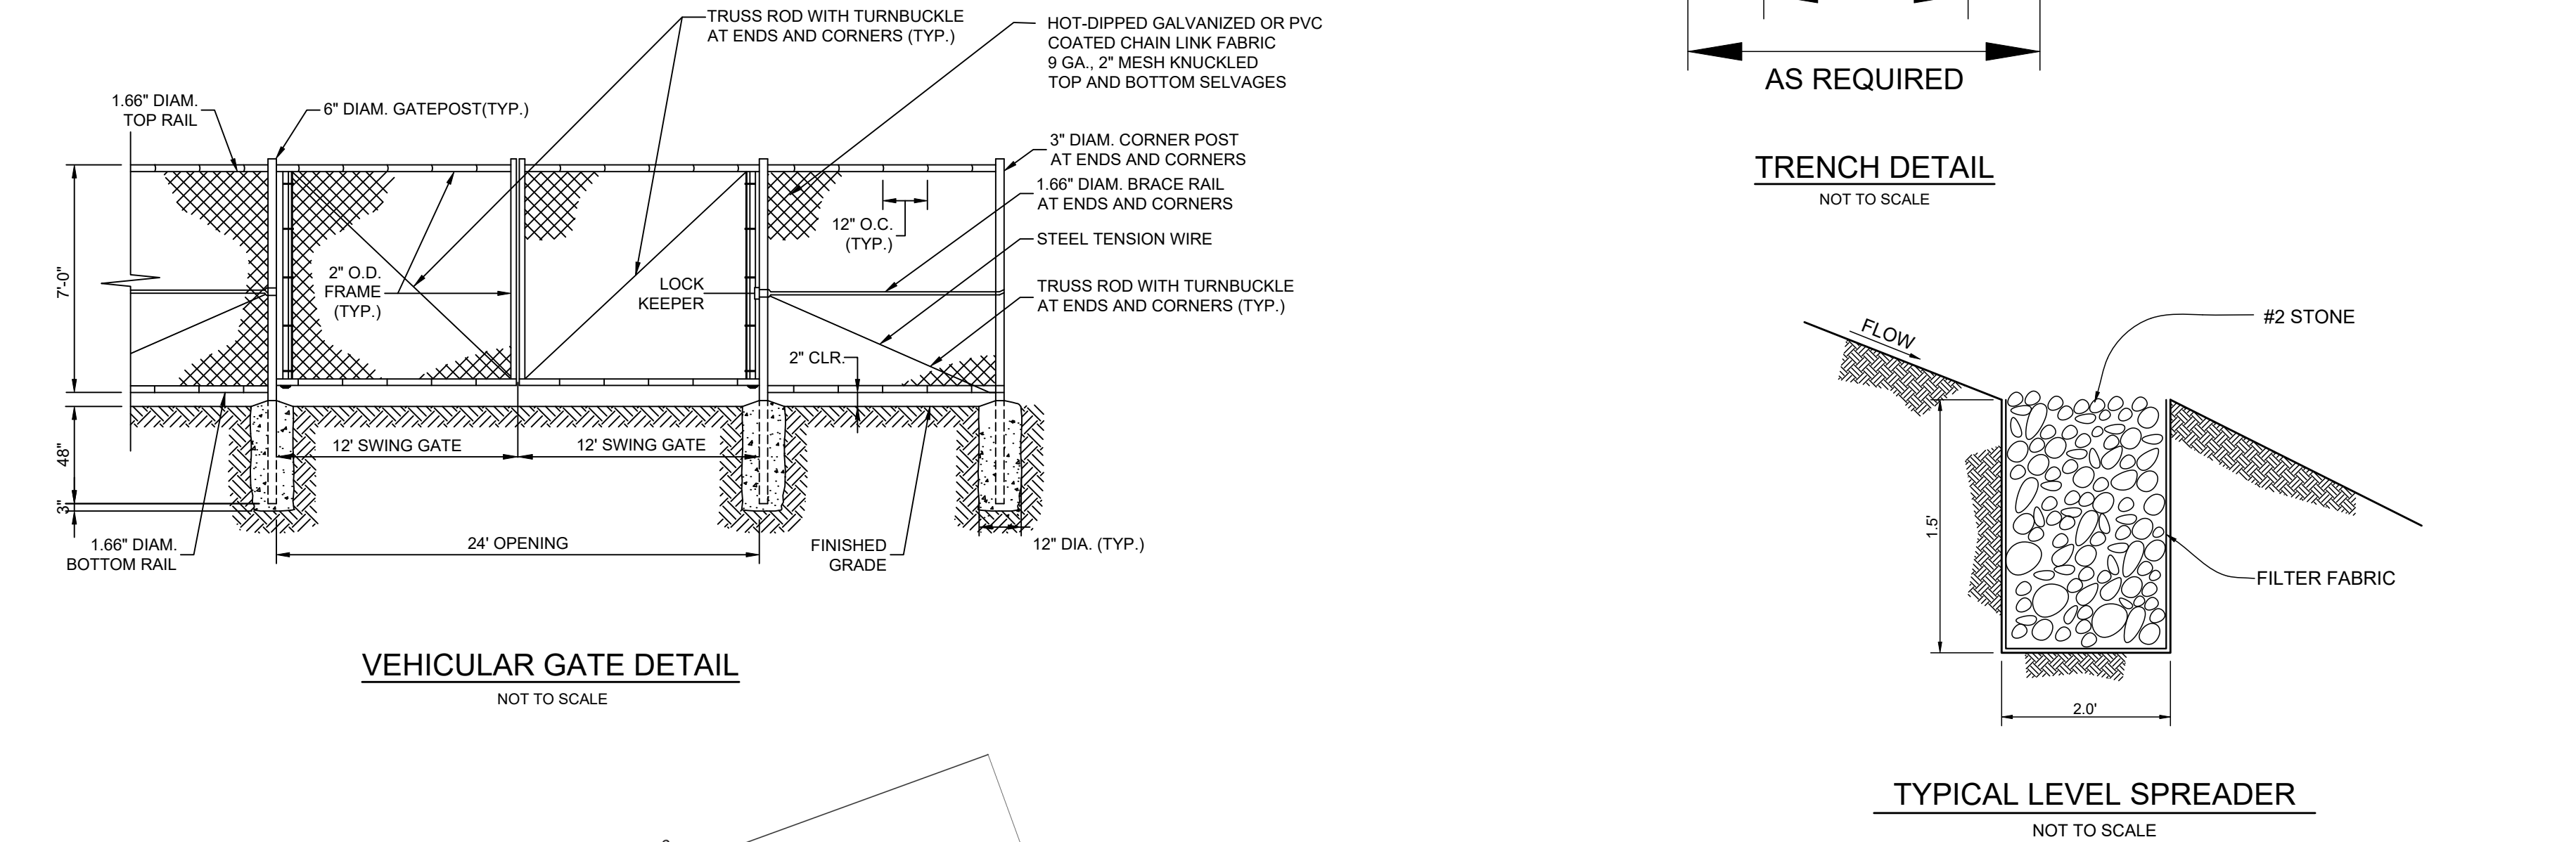 TRUSS ROD WITH TURNBUCKLE
AT ENDS AND CORNERS (TYP.)
HOT-DIPPED GALVANIZED OR PVC
COATED CHAIN LINK FABRIC
9 GA., 2" MESH KNUCKLED
TOP AND BOTTOM SELVAGES
1.66" DIAM.
TOP RAIL
6" DIAM. GATEPOST(TYP.)
3" DIAM. CORNER POST
AT ENDS AND CORNERS
1.66" DIAM. BRACE RAIL
AT ENDS AND CORNERS
12" O.C.
(TYP.)
STEEL TENSION WIRE
7'-0"
2" O.D.
FRAME
(TYP.)
LOCK
KEEPER
TRUSS ROD WITH TURNBUCKLE
AT ENDS AND CORNERS (TYP.)
2" CLR.
12' SWING GATE
12' SWING GATE
48"
3"
1.66" DIAM.
BOTTOM RAIL
24' OPENING
FINISHED
GRADE
12" DIA. (TYP.)
VEHICULAR GATE DETAIL
NOT TO SCALE
AS REQUIRED
TRENCH DETAIL
NOT TO SCALE
FLOW
#2 STONE
1.5'
FILTER FABRIC
2.0'
TYPICAL LEVEL SPREADER
NOT TO SCALE